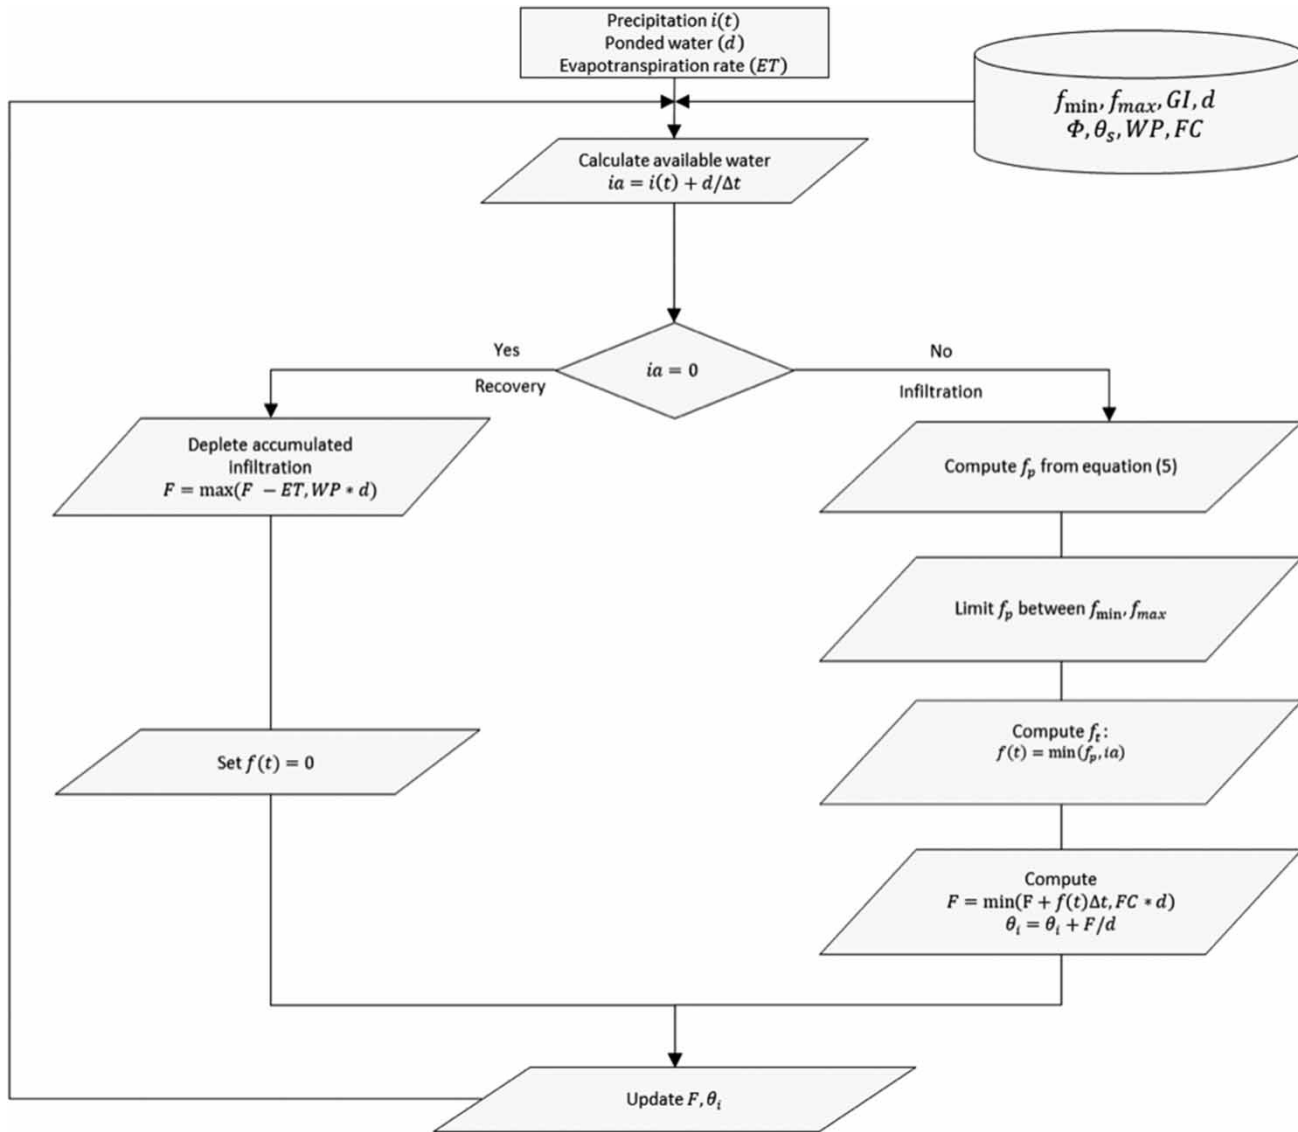 Precipitation i(t)
Ponded water (d)
Evapotranspiration rate (ET)
f_min, f_max, GI, d
Φ, θ_s, WP, FC
Calculate available water
ia = i(t) + d/Δt
Yes
No
ia = 0
Recovery
Infiltration
Deplete accumulated
Infiltration
F = max(F − ET, WP * d)
Compute f_p from equation (5)
Limit f_p between f_min, f_max
Set f(t) = 0
Compute f_t:
f(t) = min(f_p, ia)
Compute
F = min(F + f(t)Δt, FC * d)
θ_i = θ_i + F/d
Update F, θ_i